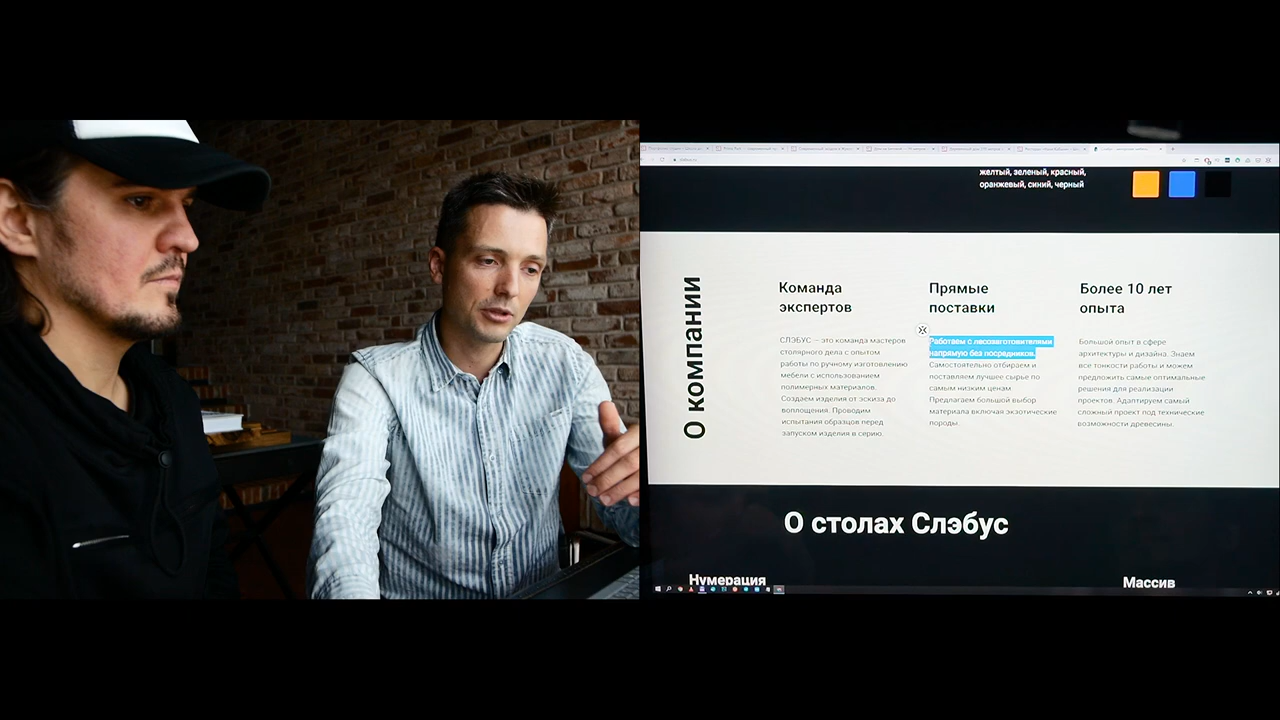 желтый, зеленый, красный,
оранжевый, синий, черный
О компании
Команда
экспертов
СЛЭБУС – это команда мастеров
столярного дела с опытом
работы по ручному изготовлению
мебели с использованием
полимерных материалов.
Создаем изделия от эскиза до
воплощения. Проводим
испытания образцов перед
запуском изделия в серию.
Прямые
поставки
Работаем с лесозаготовителями
напрямую без посредников.
Самостоятельно отбираем и
поставляем лучшее сырье по
самым низким ценам
Предлагаем большой выбор
материала включая экзотические
породы.
Более 10 лет
опыта
Большой опыт в сфере
архитектуры и дизайна. Знаем
все тонкости работы и можем
предложить самые оптимальные
решения для реализации
проектов. Адаптируем самый
сложный проект под технические
возможности древесины.
О столах Слэбус
Нумерация
Массив